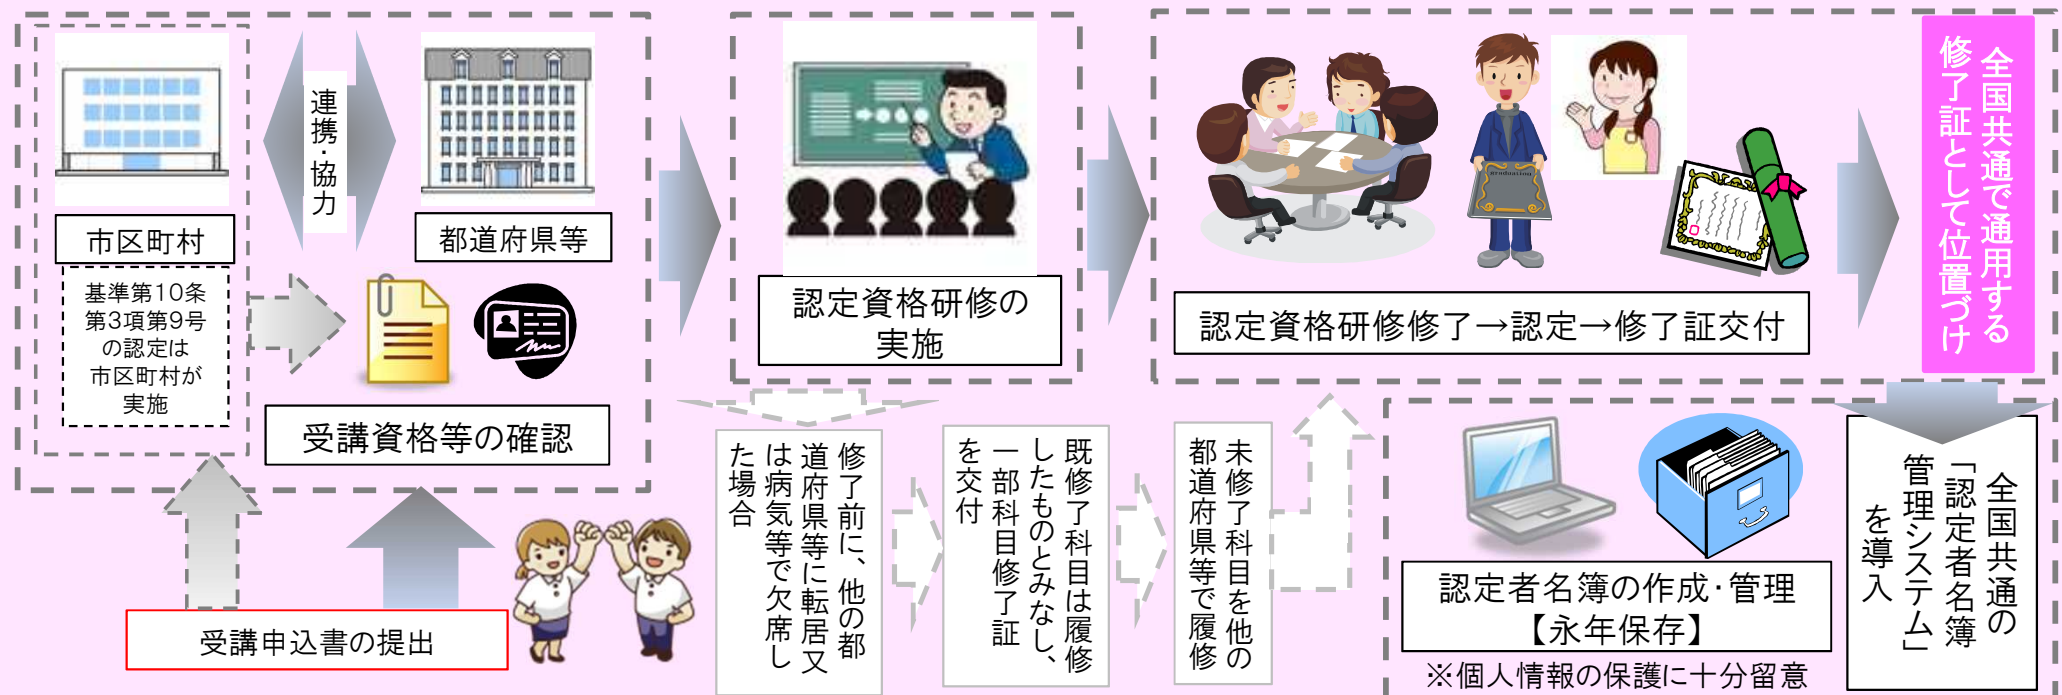 市区町村
連携・協力
都道府県等
基準第10条
第3項第9号
の認定は
市区町村が
実施
受講資格等の確認
受講申込書の提出
認定資格研修の
実施
修了前に、他の都
道府県等に転居又
は病気等で欠席し
た場合
既修了科目は履修
したものとみなし、
一部科目修了証
を交付
未修了科目を他の
都道府県等で履修
graduation
認定資格研修修了→認定→修了証交付
全国共通で通用する
修了証として位置づけ
認定者名簿の作成・管理
【永年保存】
※個人情報の保護に十分留意
全国共通の
「認定者名簿
管理システム」
を導入